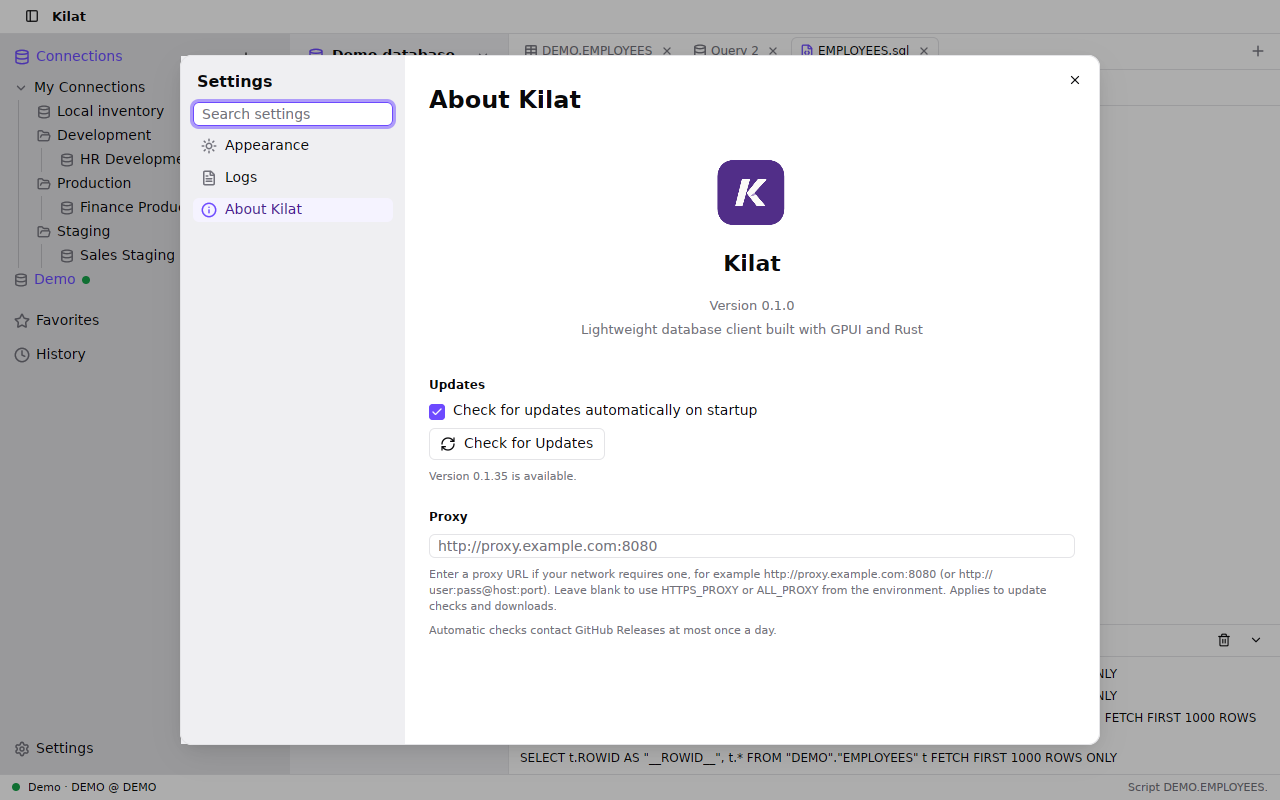 Kilat
Connections
My Connections
Local inventory
Development
HR Developme
Production
Finance Produ
Staging
Sales Staging
Demo
Favorites
History
Settings
Demo database
DEMO.EMPLOYEES
Query 2
EMPLOYEES.sql
Settings
Search settings
Appearance
Logs
About Kilat
About Kilat
K
Kilat
Version 0.1.0
Lightweight database client built with GPUI and Rust
Updates
Check for updates automatically on startup
Check for Updates
Version 0.1.35 is available.
Proxy
http://proxy.example.com:8080
Enter a proxy URL if your network requires one, for example http://proxy.example.com:8080 (or http://
user:pass@host:port). Leave blank to use HTTPS_PROXY or ALL_PROXY from the environment. Applies to update
checks and downloads.
Automatic checks contact GitHub Releases at most once a day.
NLY
NLY
FETCH FIRST 1000 ROWS
SELECT t.ROWID AS "__ROWID__", t.* FROM "DEMO"."EMPLOYEES" t FETCH FIRST 1000 ROWS ONLY
Demo · DEMO @ DEMO
Script DEMO.EMPLOYEES.